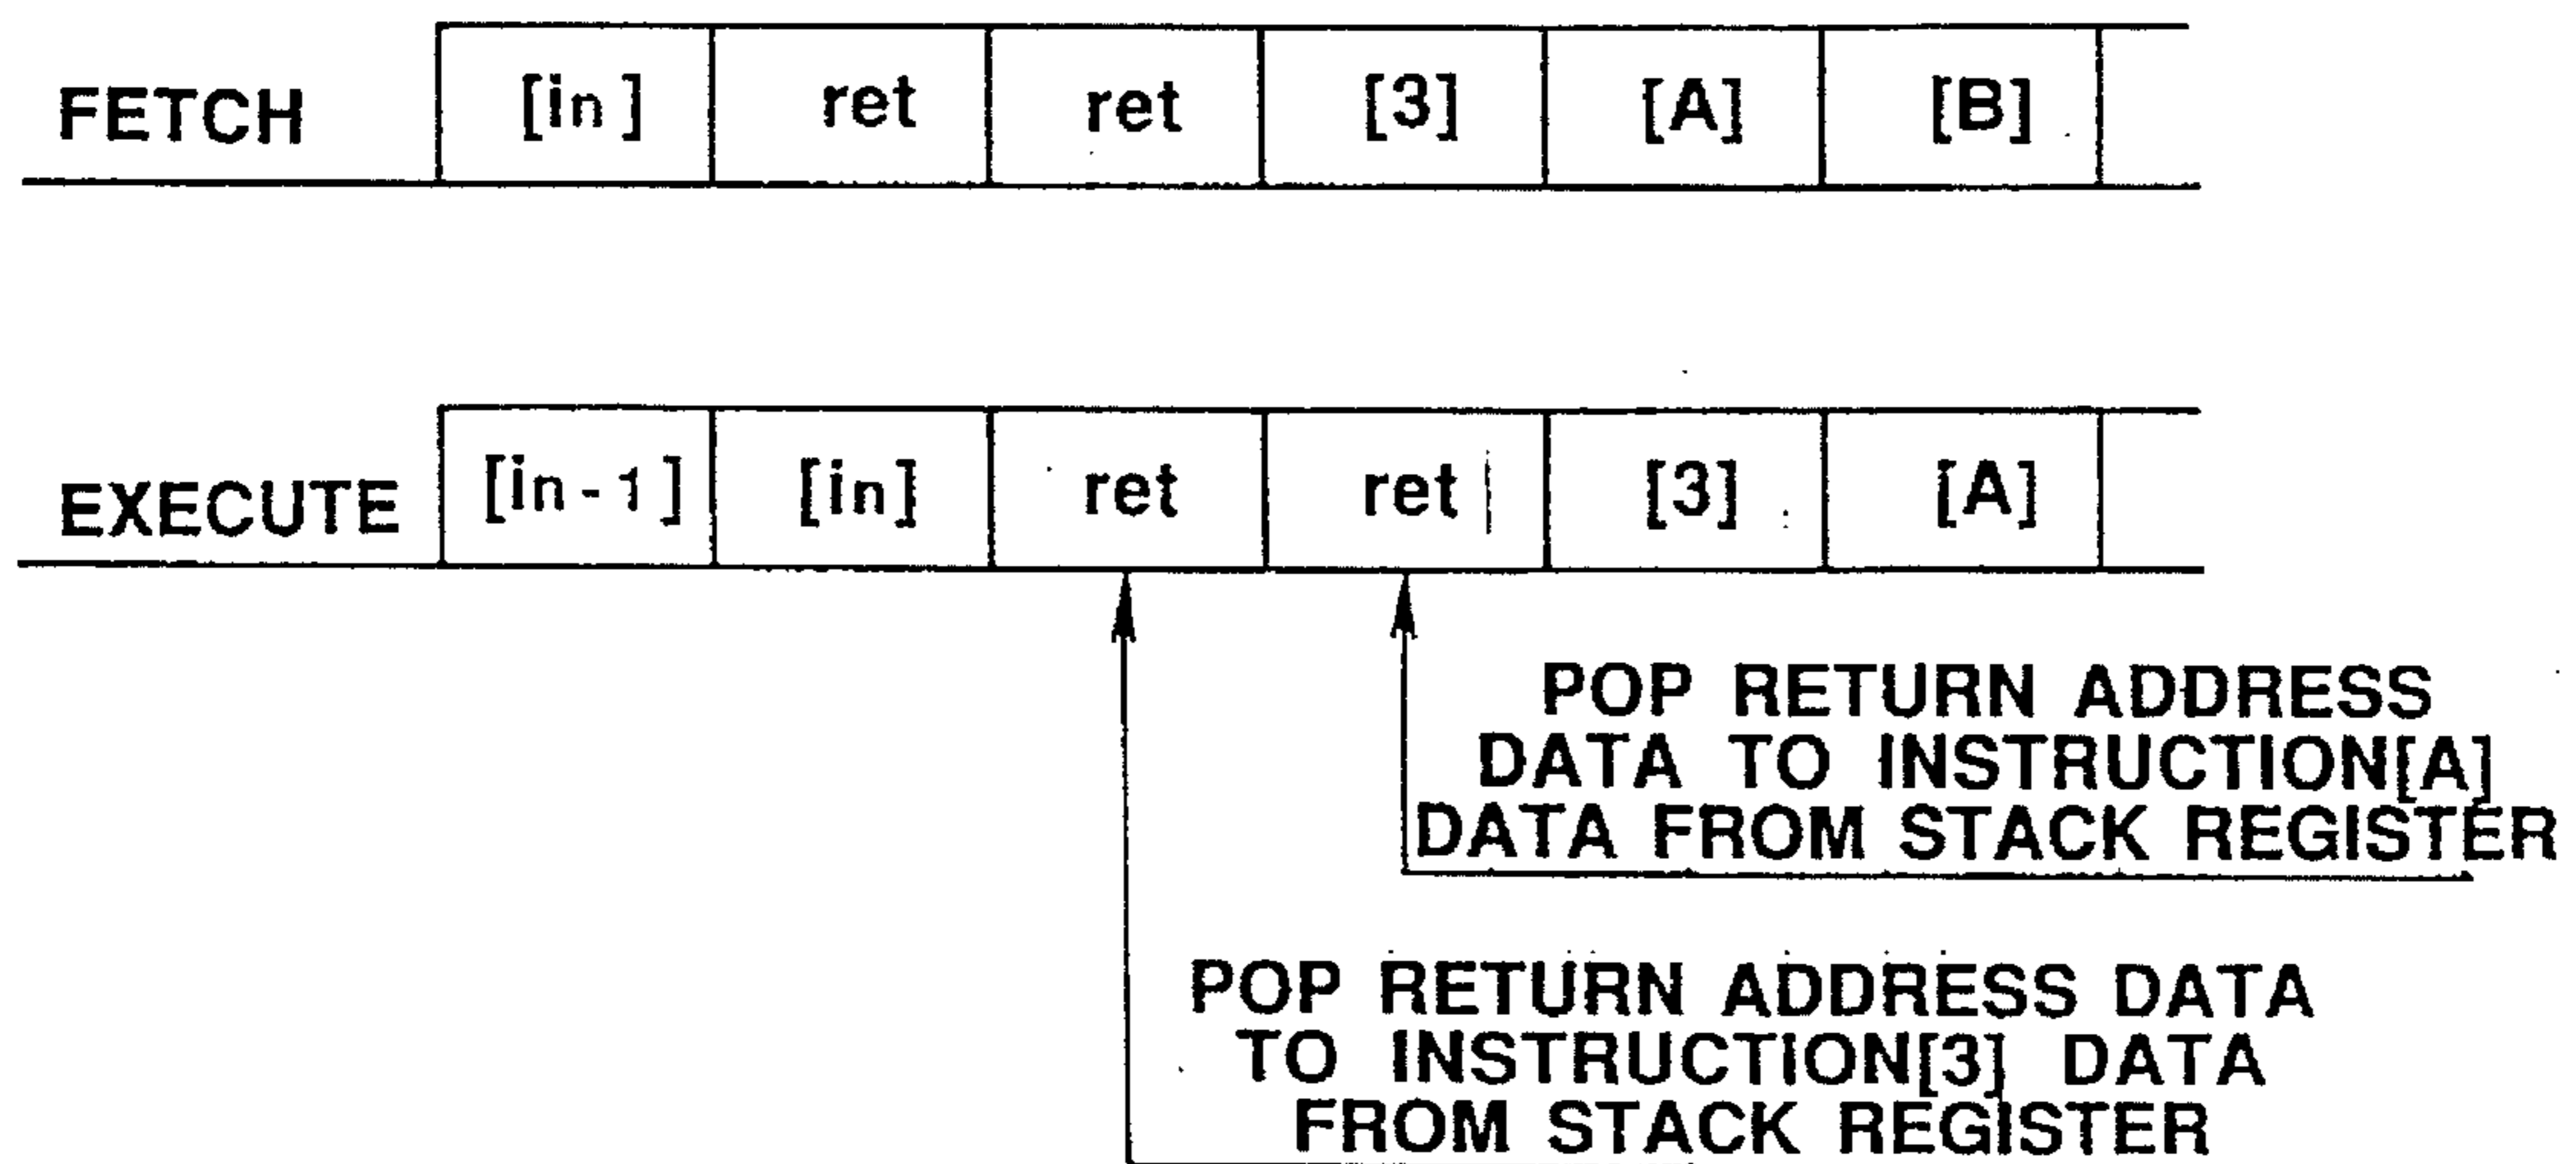 FETCH [in] ret ret [3] [A] [B]
EXECUTE [in-1] [in] ret ret [3] [A]
POP RETURN ADDRESS
DATA TO INSTRUCTION[A]
DATA FROM STACK REGISTER
POP RETURN ADDRESS DATA
TO INSTRUCTION[3] DATA
FROM STACK REGISTER